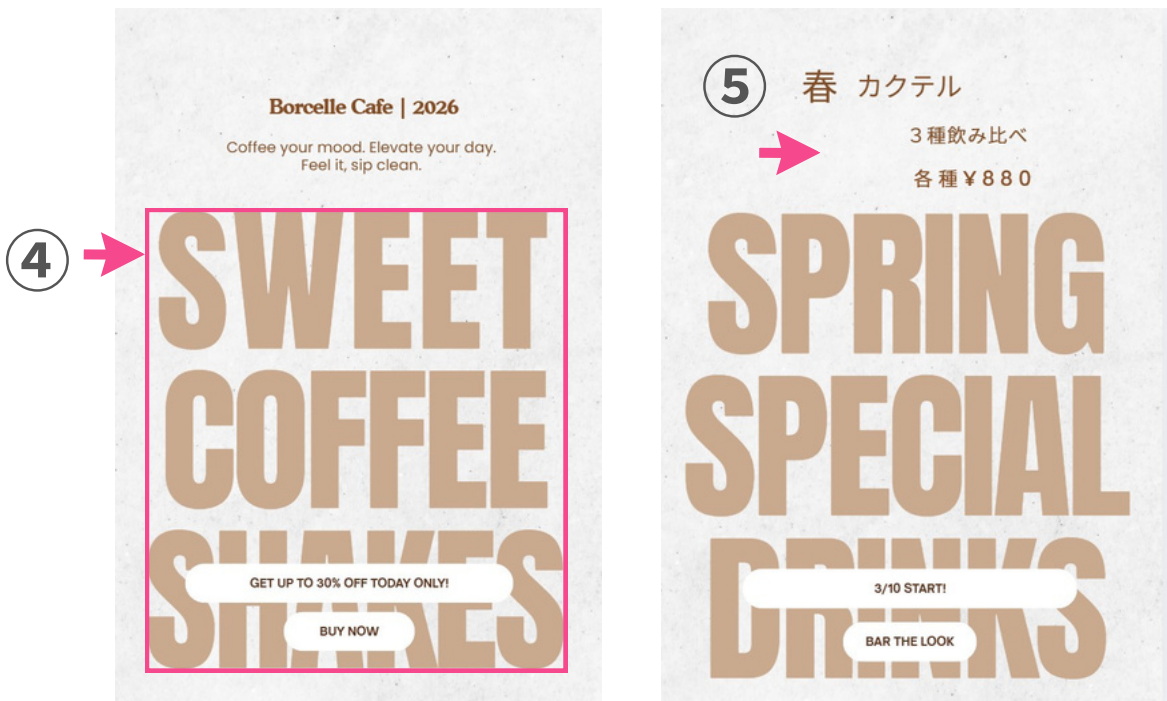 ④
Borcelle Cafe | 2026
Coffee your mood. Elevate your day.
Feel it, sip clean.
SWEET
COFFEE
SHAKES
GET UP TO 30% OFF TODAY ONLY!
BUY NOW
⑤
春 カクテル
３種飲み比べ
各種￥８８０
SPRING
SPECIAL
DRINKS
3/10 START!
BAR THE LOOK